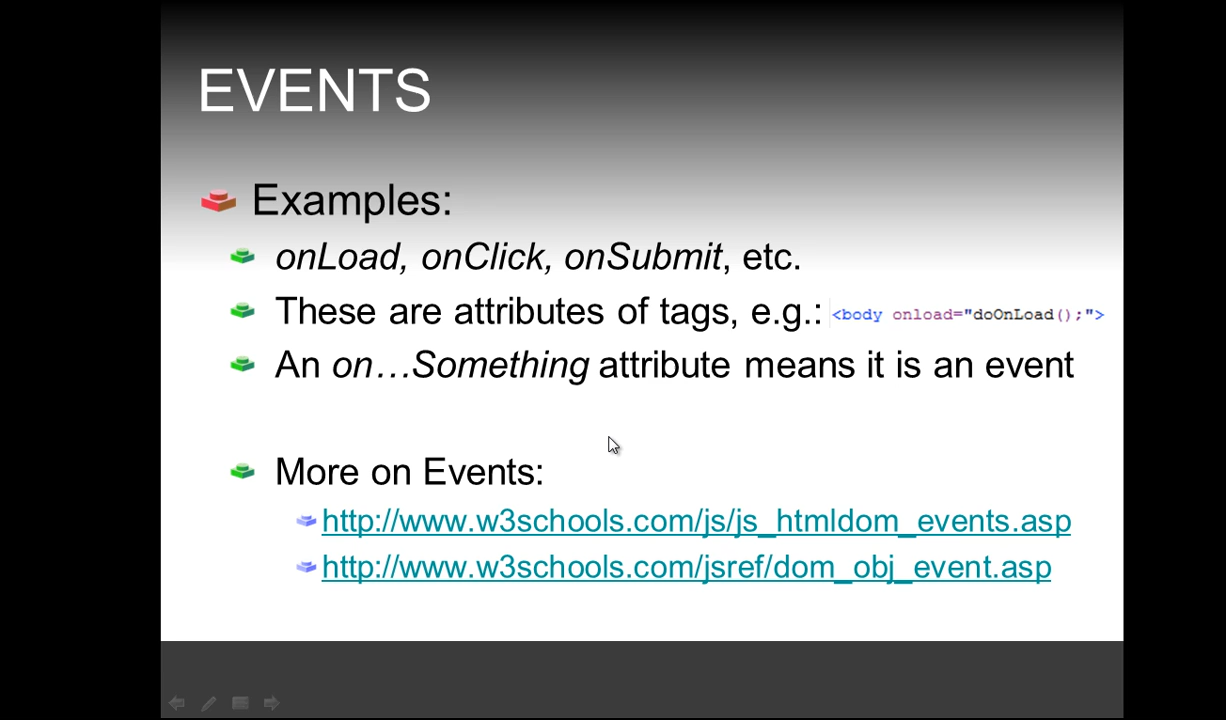 EVENTS
Examples:
onLoad, onClick, onSubmit, etc.
These are attributes of tags, e.g.: <body onload="doOnLoad();">
An on…Something attribute means it is an event
More on Events:
http://www.w3schools.com/js/js_htmldom_events.asp
http://www.w3schools.com/jsref/dom_obj_event.asp